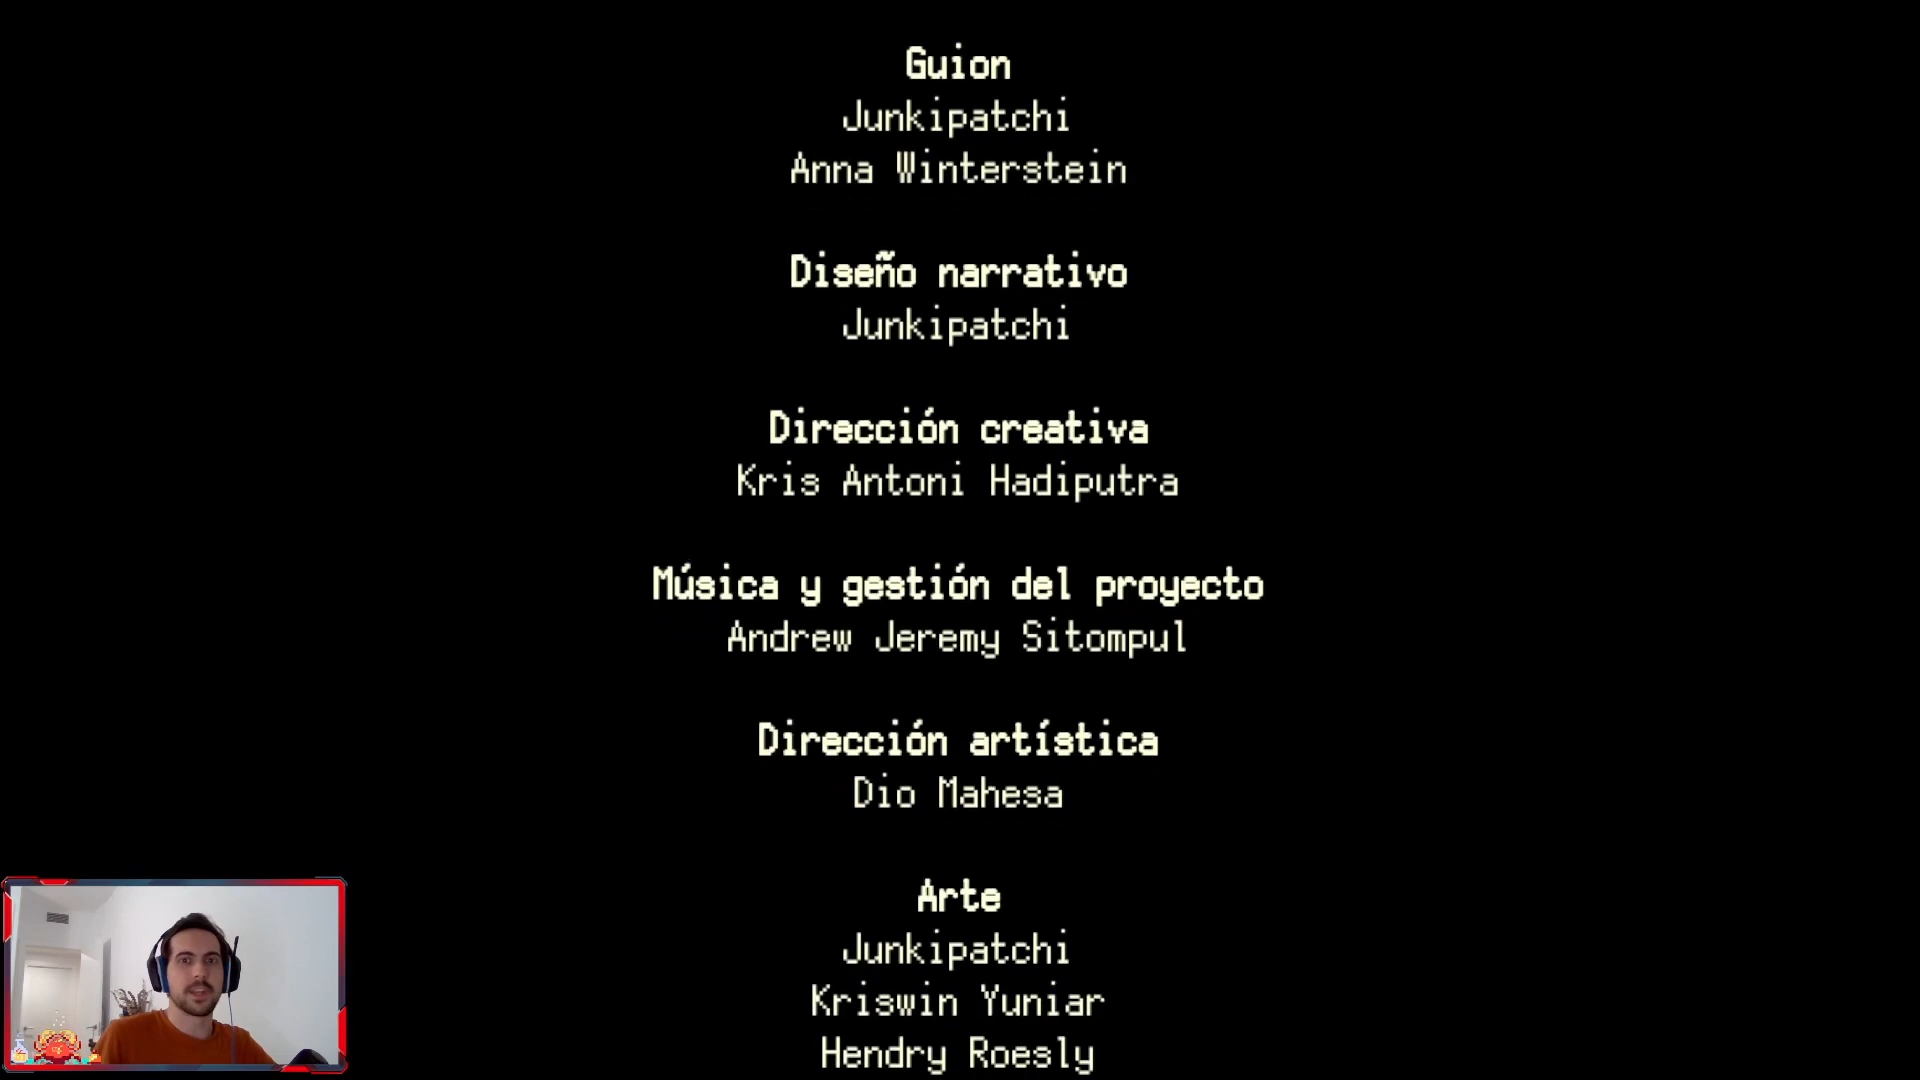 Guion
Junkipatchi
Anna Winterstein
Diseño narrativo
Junkipatchi
Dirección creativa
Kris Antoni Hadiputra
Música y gestión del proyecto
Andrew Jeremy Sitompul
Dirección artística
Dio Mahesa
Arte
Junkipatchi
Kriswin Yuniar
Hendry Roesly